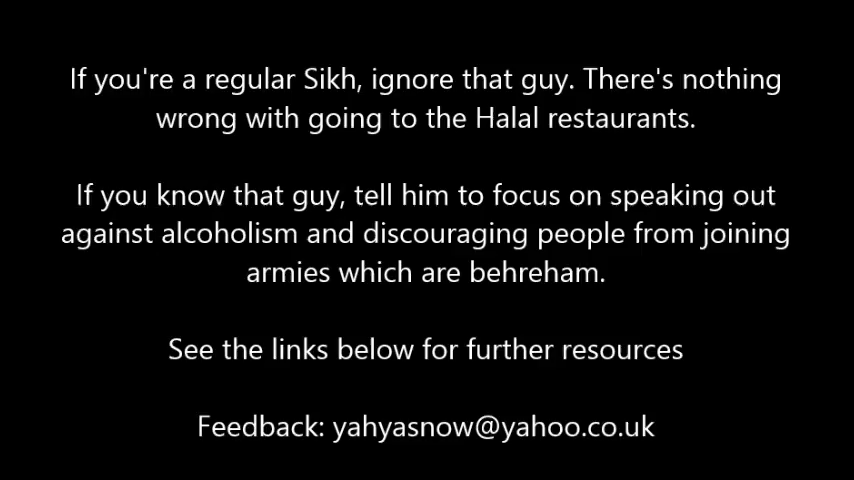 If you're a regular Sikh, ignore that guy. There's nothing
wrong with going to the Halal restaurants.
If you know that guy, tell him to focus on speaking out
against alcoholism and discouraging people from joining
armies which are behreham.
See the links below for further resources
Feedback: yahyasnow@yahoo.co.uk